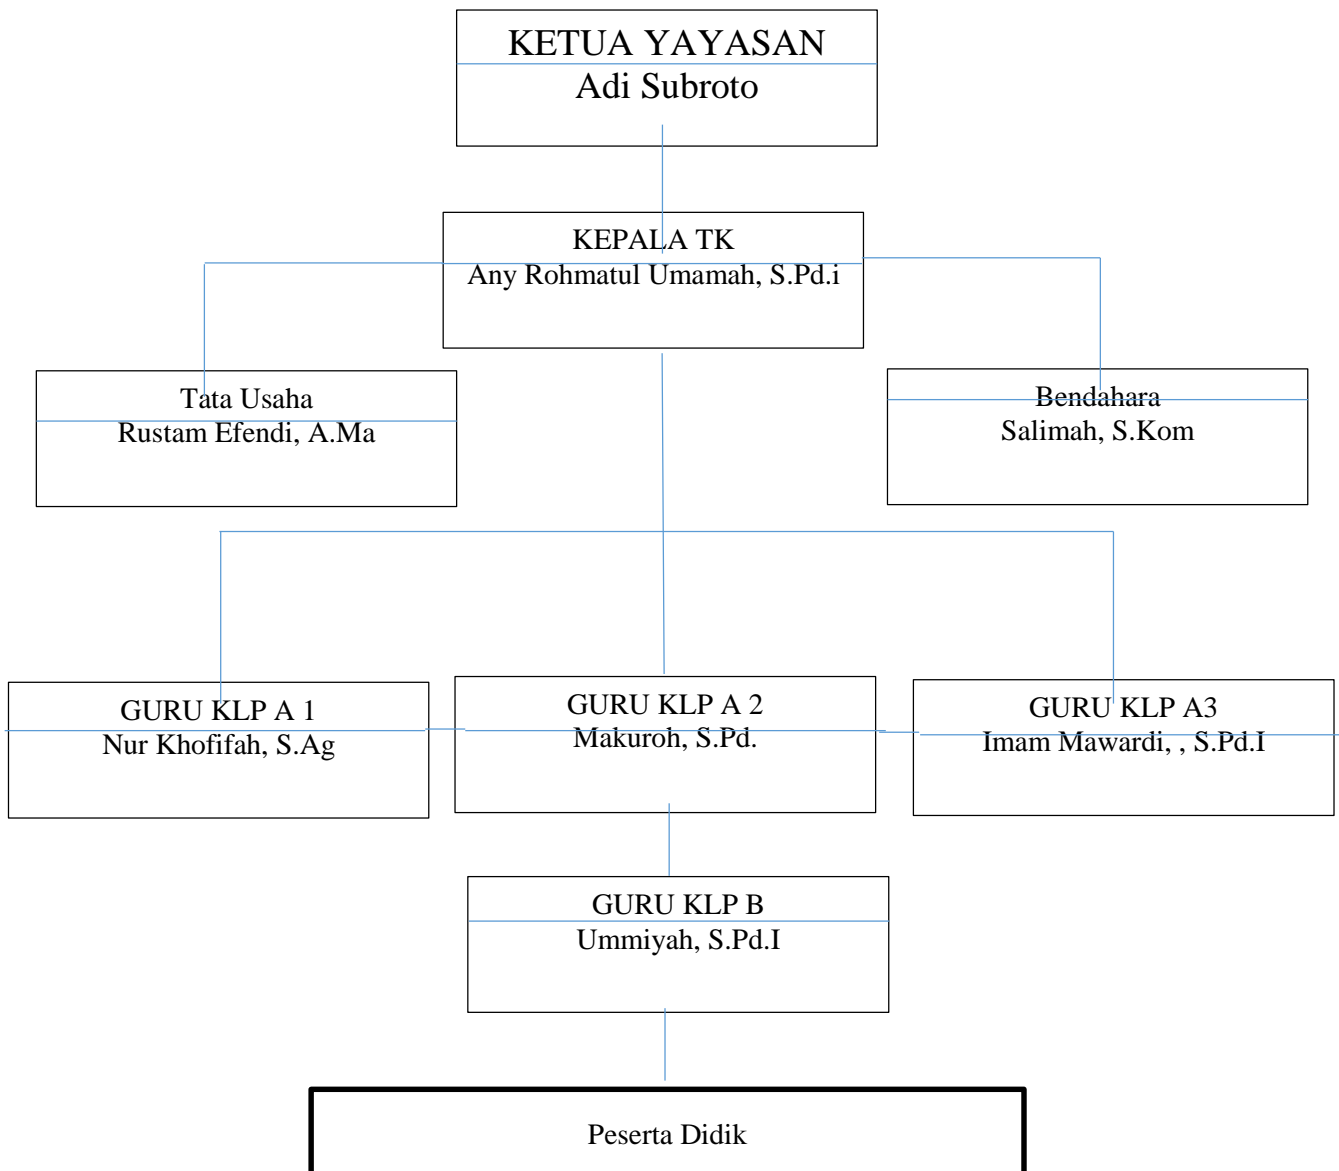 KETUA YAYASAN
Adi Subroto
KEPALA TK
Any Rohmatul Umamah, S.Pd.i
Tata Usaha
Rustam Efendi, A.Ma
Bendahara
Salimah, S.Kom
GURU KLP A 1
Nur Khofifah, S.Ag
GURU KLP A 2
Makuroh, S.Pd.
GURU KLP A3
Imam Mawardi, , S.Pd.I
GURU KLP B
Ummiyah, S.Pd.I
Peserta Didik